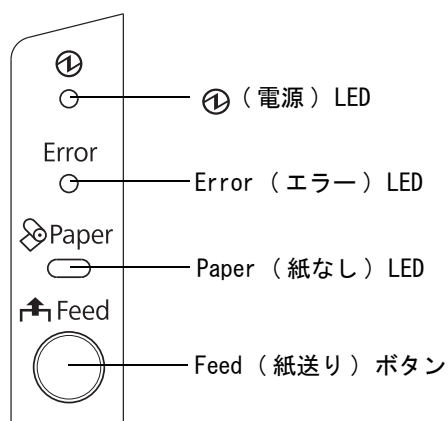 （電源）LED
Error
Error（エラー）LED
Paper
Paper（紙なし）LED
Feed
Feed（紙送り）ボタン